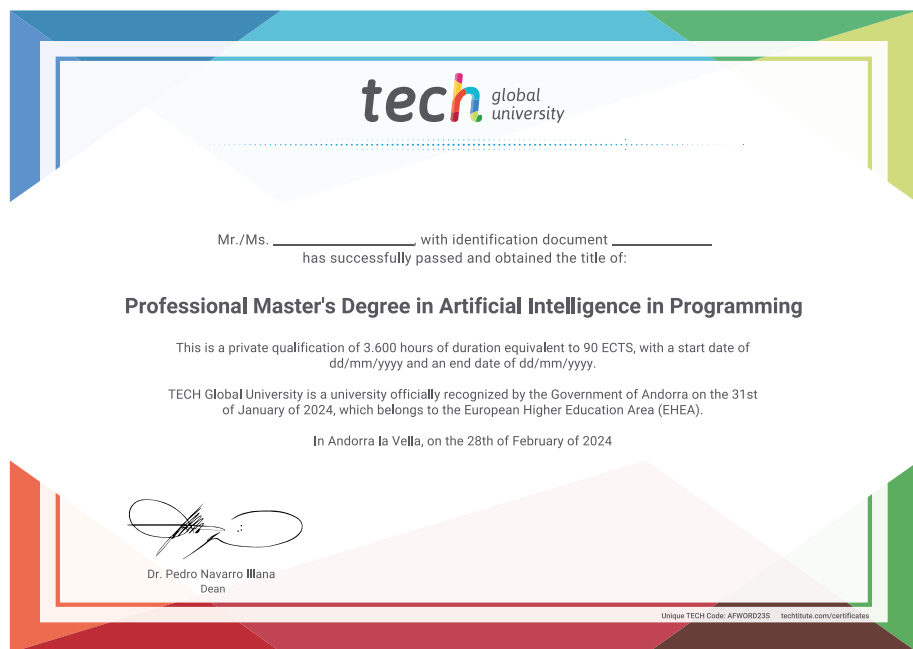 tech global university
Mr./Ms. ____________________, with identification document ______________
has successfully passed and obtained the title of:
Professional Master's Degree in Artificial Intelligence in Programming
This is a private qualification of 3.600 hours of duration equivalent to 90 ECTS, with a start date of
dd/mm/yyyy and an end date of dd/mm/yyyy.
TECH Global University is a university officially recognized by the Government of Andorra on the 31st
of January of 2024, which belongs to the European Higher Education Area (EHEA).
In Andorra la Vella, on the 28th of February of 2024
Dr. Pedro Navarro Illana
Dean
Unique TECH Code: AFWORD23S techtitute.com/certificates